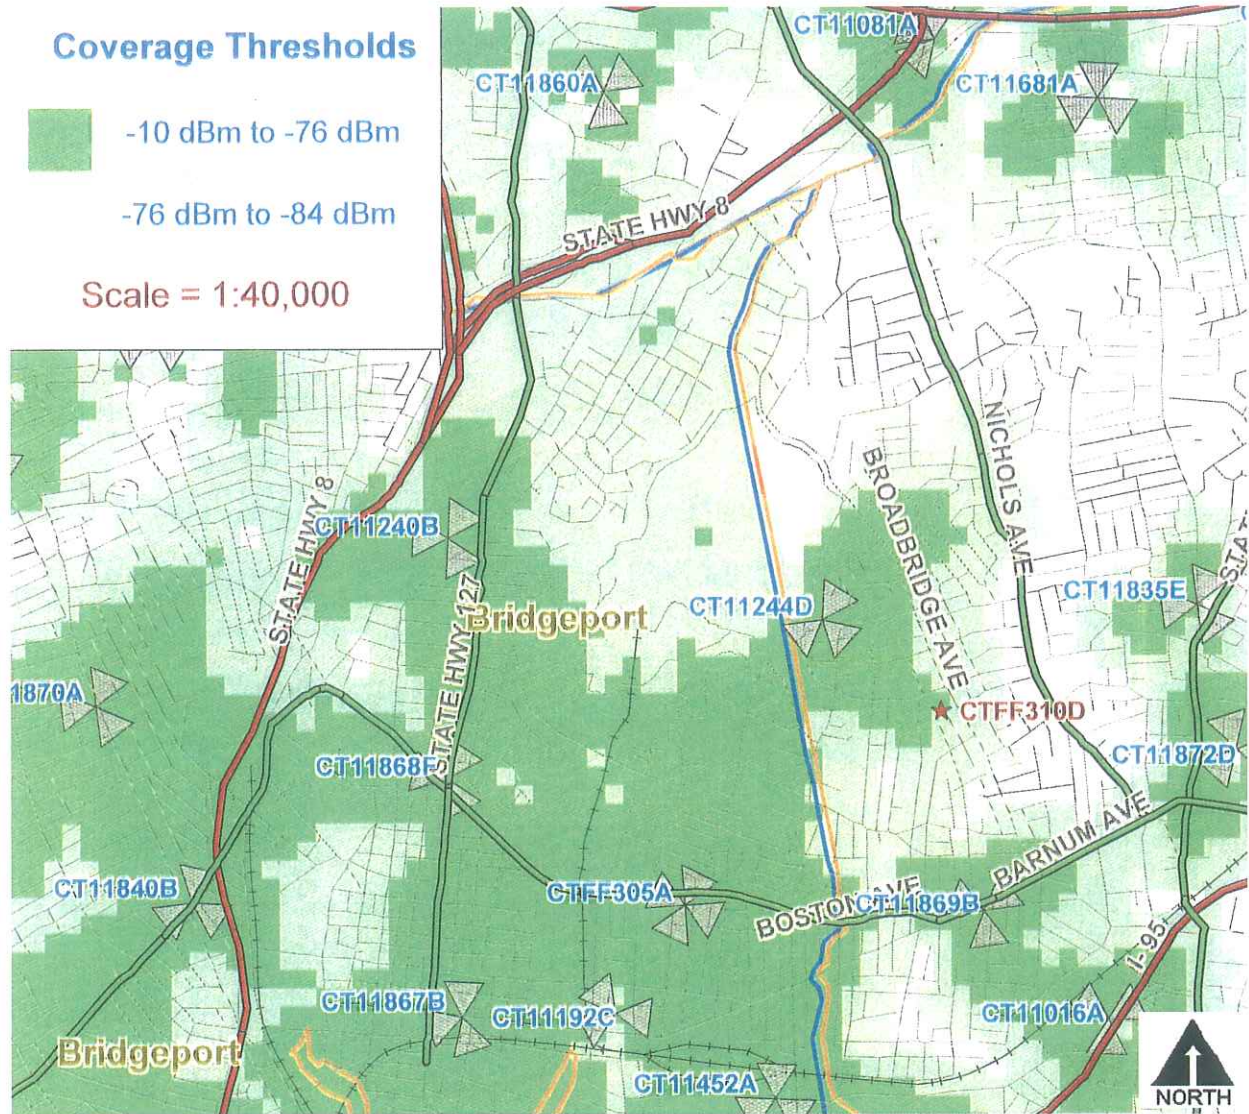 Coverage Thresholds
-10 dBm to -76 dBm
-76 dBm to -84 dBm
Scale = 1:40,000
CT11081A
CT11860A
CT11681A
STATE HWY 8
NICHOLS AVE
BROADBRIDGE AVE
STATE HWY 8
CT11240B
STATE HWY 127
Bridgeport
CT11244D
CT11835E
STATE
1870A
CTFF310D
CT11868F
CT11872D
BARNUM AVE
CT11840B
CTFF305A
BOSTON AVE
CT11869B
I-95
CT11867B
CT11192C
CT11016A
Bridgeport
CT11452A
NORTH